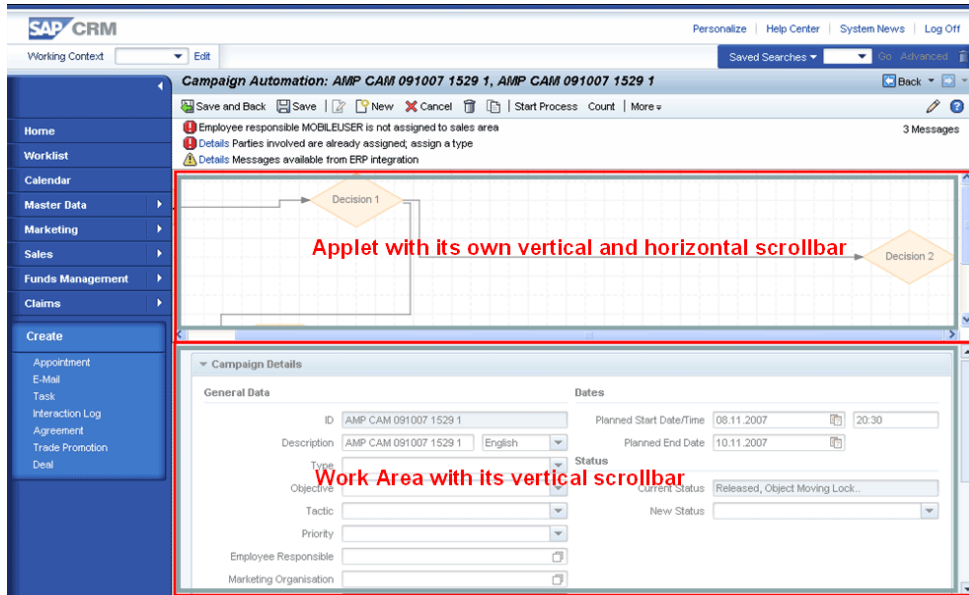 SAP CRM
Personalize | Help Center | System News | Log Off
Working Context Edit Saved Searches Go Advanced
Campaign Automation: AMP CAM 091007 1529 1, AMP CAM 091007 1529 1 Back
Save and Back Save New Cancel Start Process Count More
Employee responsible MOBILEUSER is not assigned to sales area 3 Messages
Details Parties involved are already assigned; assign a type
Details Messages available from ERP integration
Home
Worklist
Calendar
Master Data
Marketing
Sales
Funds Management
Claims
Create
Appointment
E-Mail
Task
Interaction Log
Agreement
Trade Promotion
Deal
Decision 1
Applet with its own vertical and horizontal scrollbar
Decision 2
Campaign Details
General Data
ID AMP CAM 091007 1529 1
Description AMP CAM 091007 1529 1 English
Type
Work Area with its vertical scrollbar
Objective
Tactic
Priority
Employee Responsible
Marketing Organisation
Dates
Planned Start Date/Time 08.11.2007 20:30
Planned End Date 10.11.2007
Status
Current Status Released, Object Moving Lock..
New Status